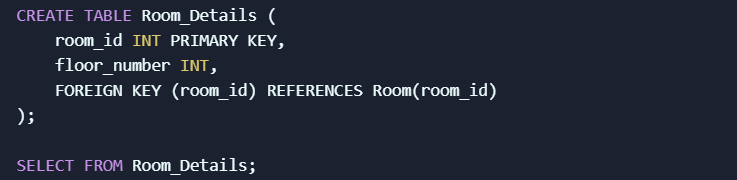 CREATE TABLE Room_Details (
    room_id INT PRIMARY KEY,
    floor_number INT,
    FOREIGN KEY (room_id) REFERENCES Room(room_id)
);

SELECT FROM Room_Details;